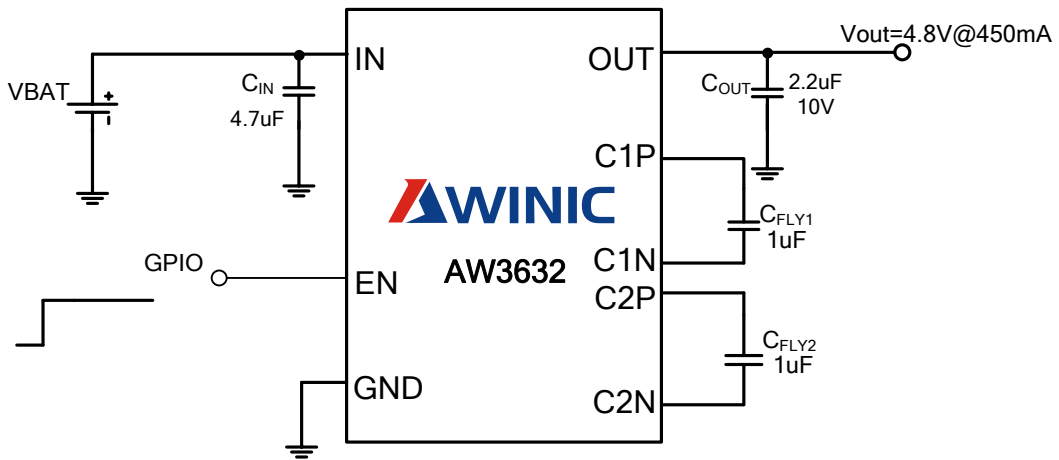 Vout=4.8V@450mA
IN
OUT
VBAT
+
CIN
4.7uF
COUT
2.2uF
10V
C1P
AWINIC
CFLY1
1uF
GPIO
AW3632
C1N
EN
C2P
CFLY2
1uF
GND
C2N